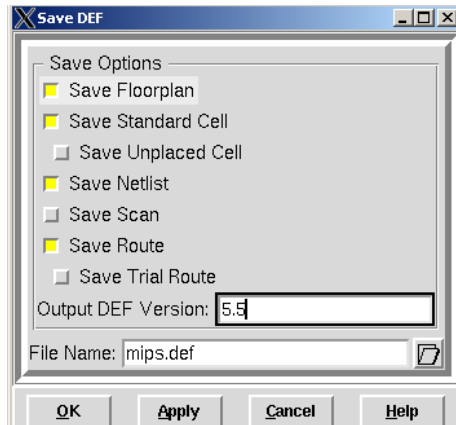 Save DEF
Save Options
Save Floorplan
Save Standard Cell
Save Unplaced Cell
Save Netlist
Save Scan
Save Route
Save Trial Route
Output DEF Version: 5.5
File Name: mips.def
OK Apply Cancel Help